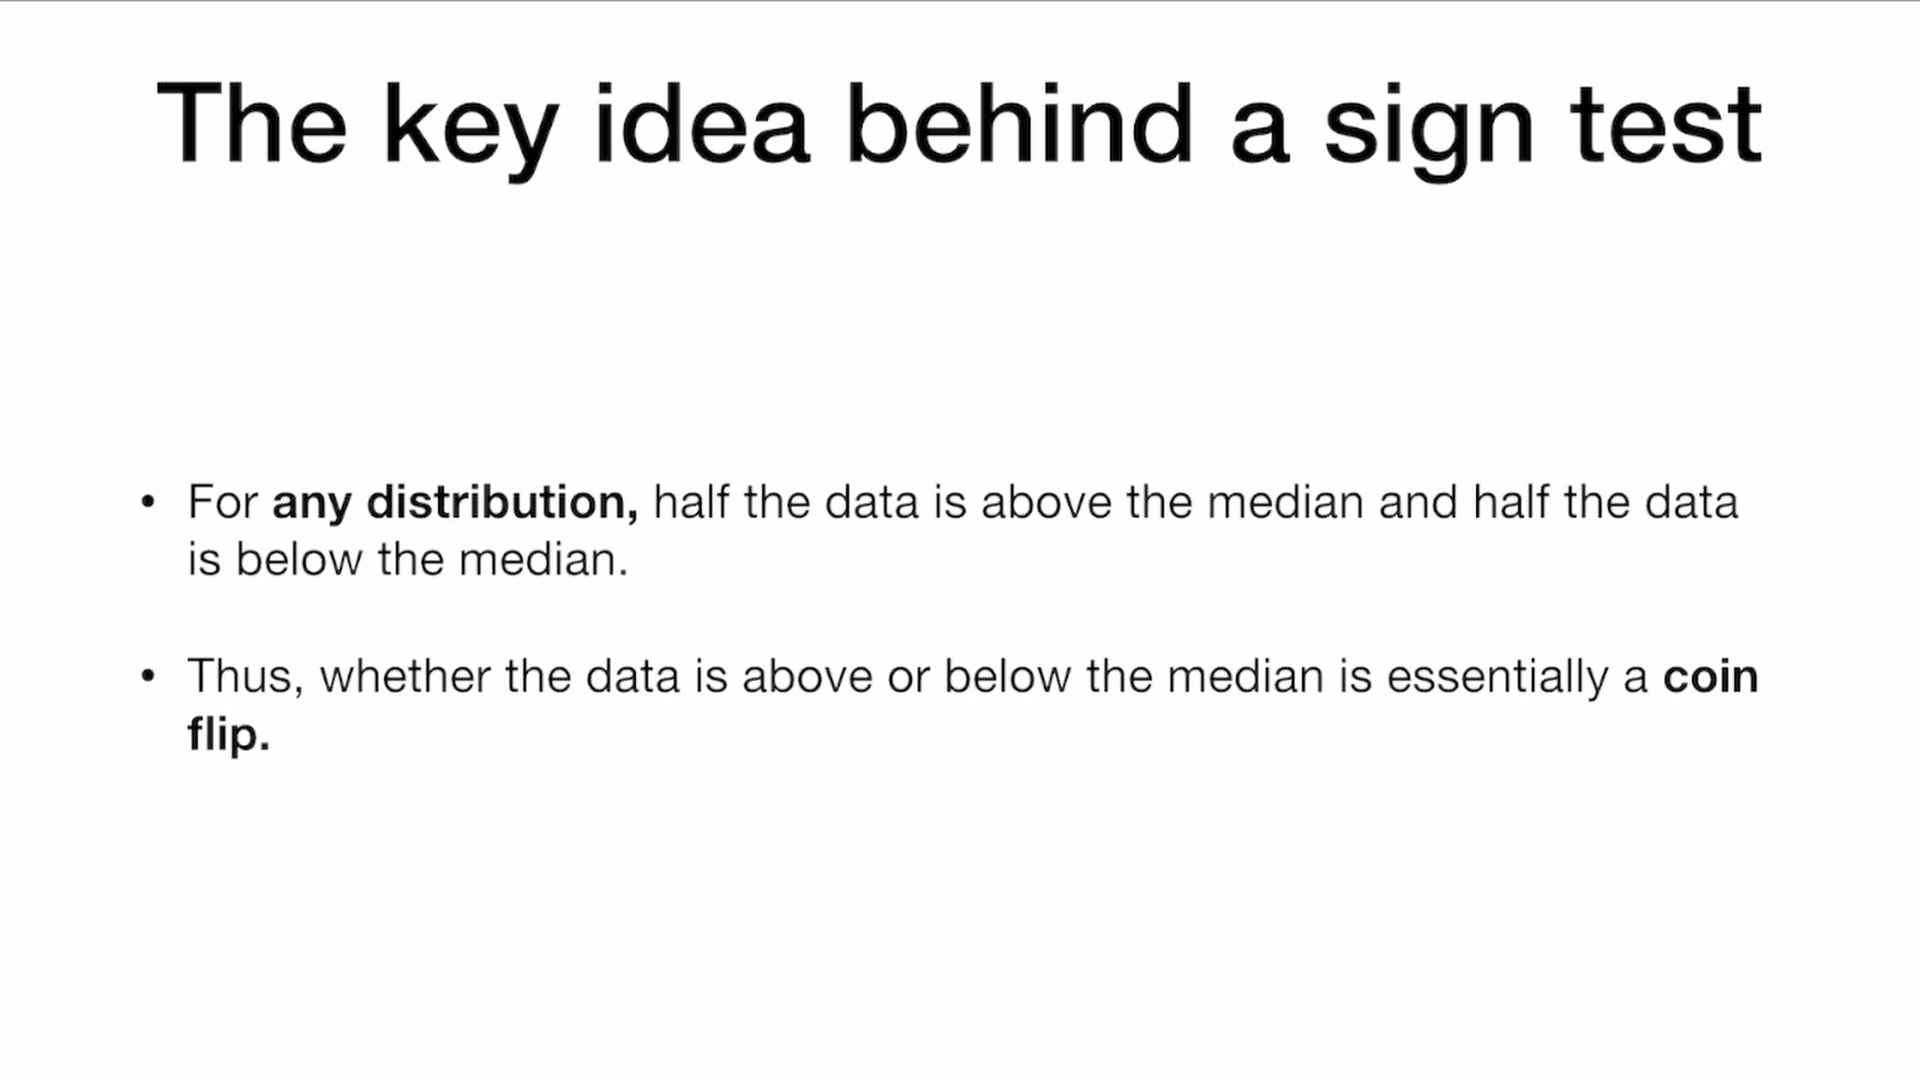 The key idea behind a sign test
• For any distribution, half the data is above the median and half the data
is below the median.
• Thus, whether the data is above or below the median is essentially a coin
flip.